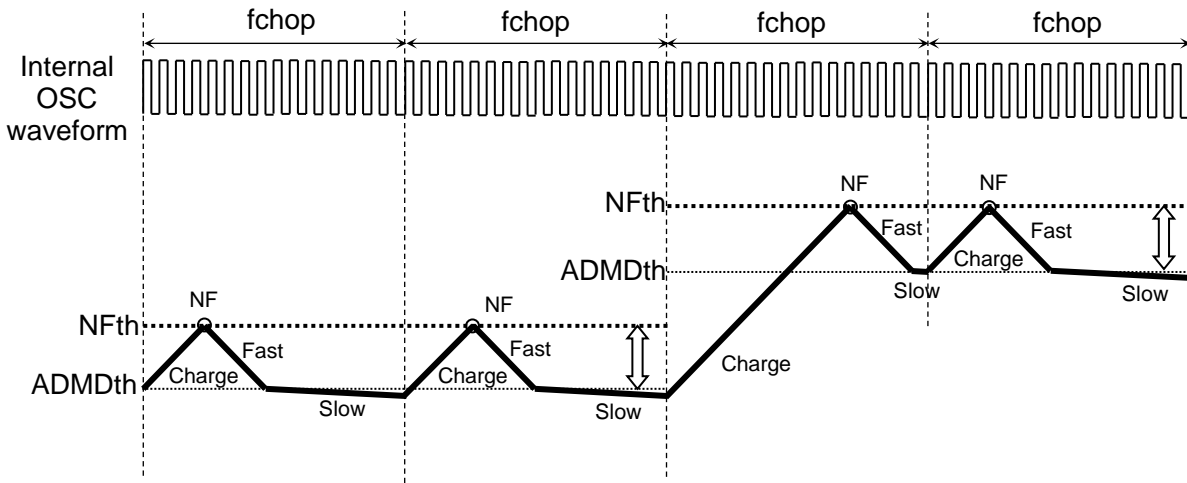 fchop
fchop
fchop
fchop
Internal
OSC
waveform
NF
NF
NFth
Fast
Fast
ADMDth
Charge
Slow
Slow
NF
NF
NFth
Fast
Fast
Charge
Charge
Charge
ADMDth
Slow
Slow